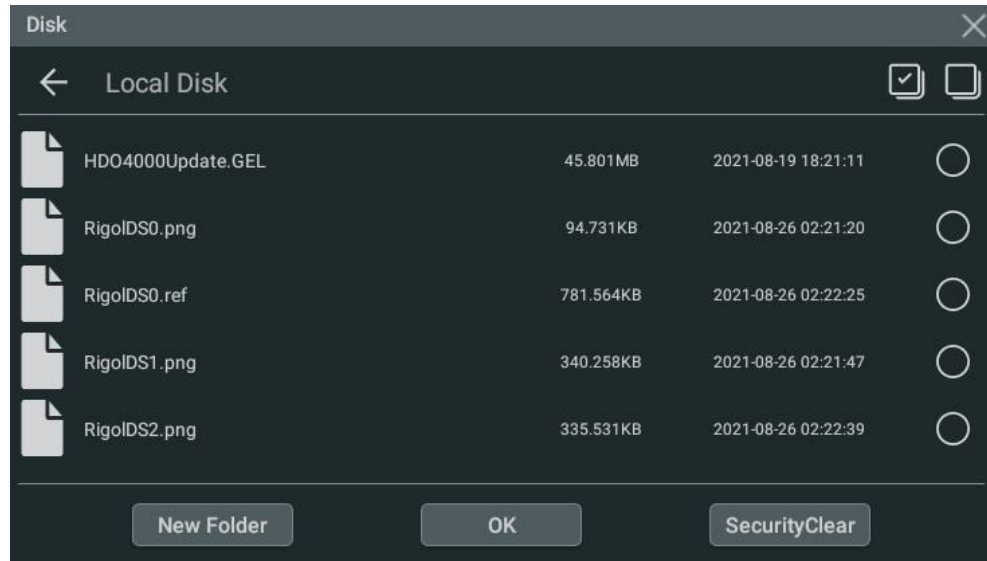 Disk
Local Disk
HDO4000Update.GEL 45.801MB 2021-08-19 18:21:11
RigolDS0.png 94.731KB 2021-08-26 02:21:20
RigolDS0.ref 781.564KB 2021-08-26 02:22:25
RigolDS1.png 340.258KB 2021-08-26 02:21:47
RigolDS2.png 335.531KB 2021-08-26 02:22:39
New Folder OK SecurityClear